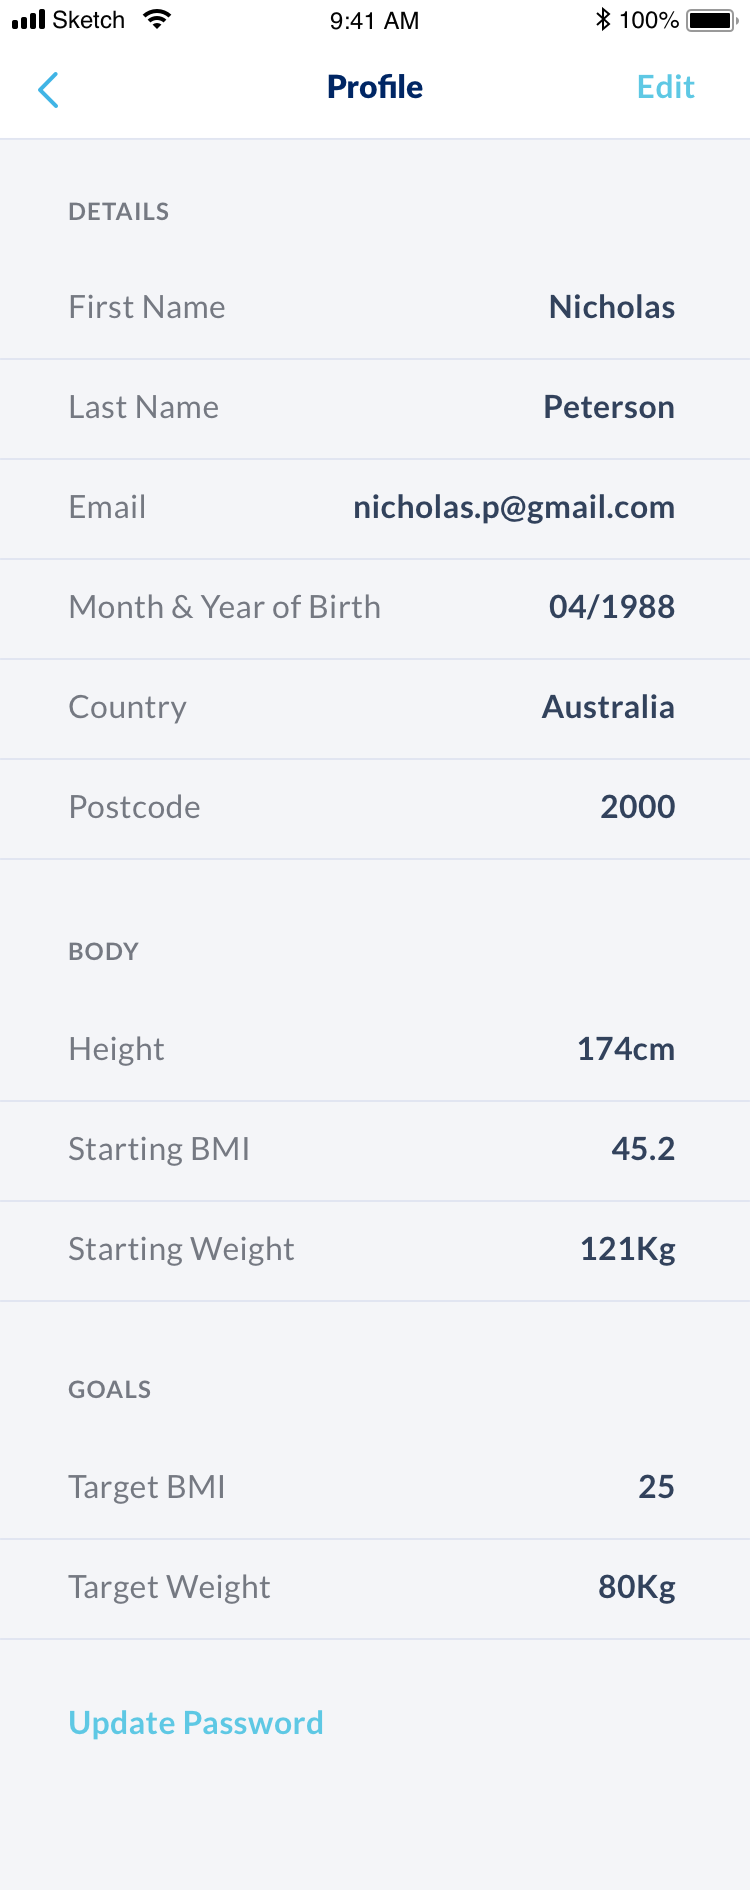 Sketch 9:41 AM 100%
Profile Edit
DETAILS
First Name Nicholas
Last Name Peterson
Email nicholas.p@gmail.com
Month & Year of Birth 04/1988
Country Australia
Postcode 2000
BODY
Height 174cm
Starting BMI 45.2
Starting Weight 121Kg
GOALS
Target BMI 25
Target Weight 80Kg
Update Password